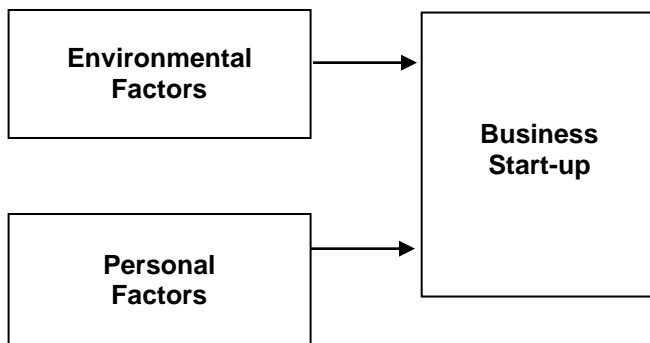 Environmental
Factors
Business
Start-up
Personal
Factors